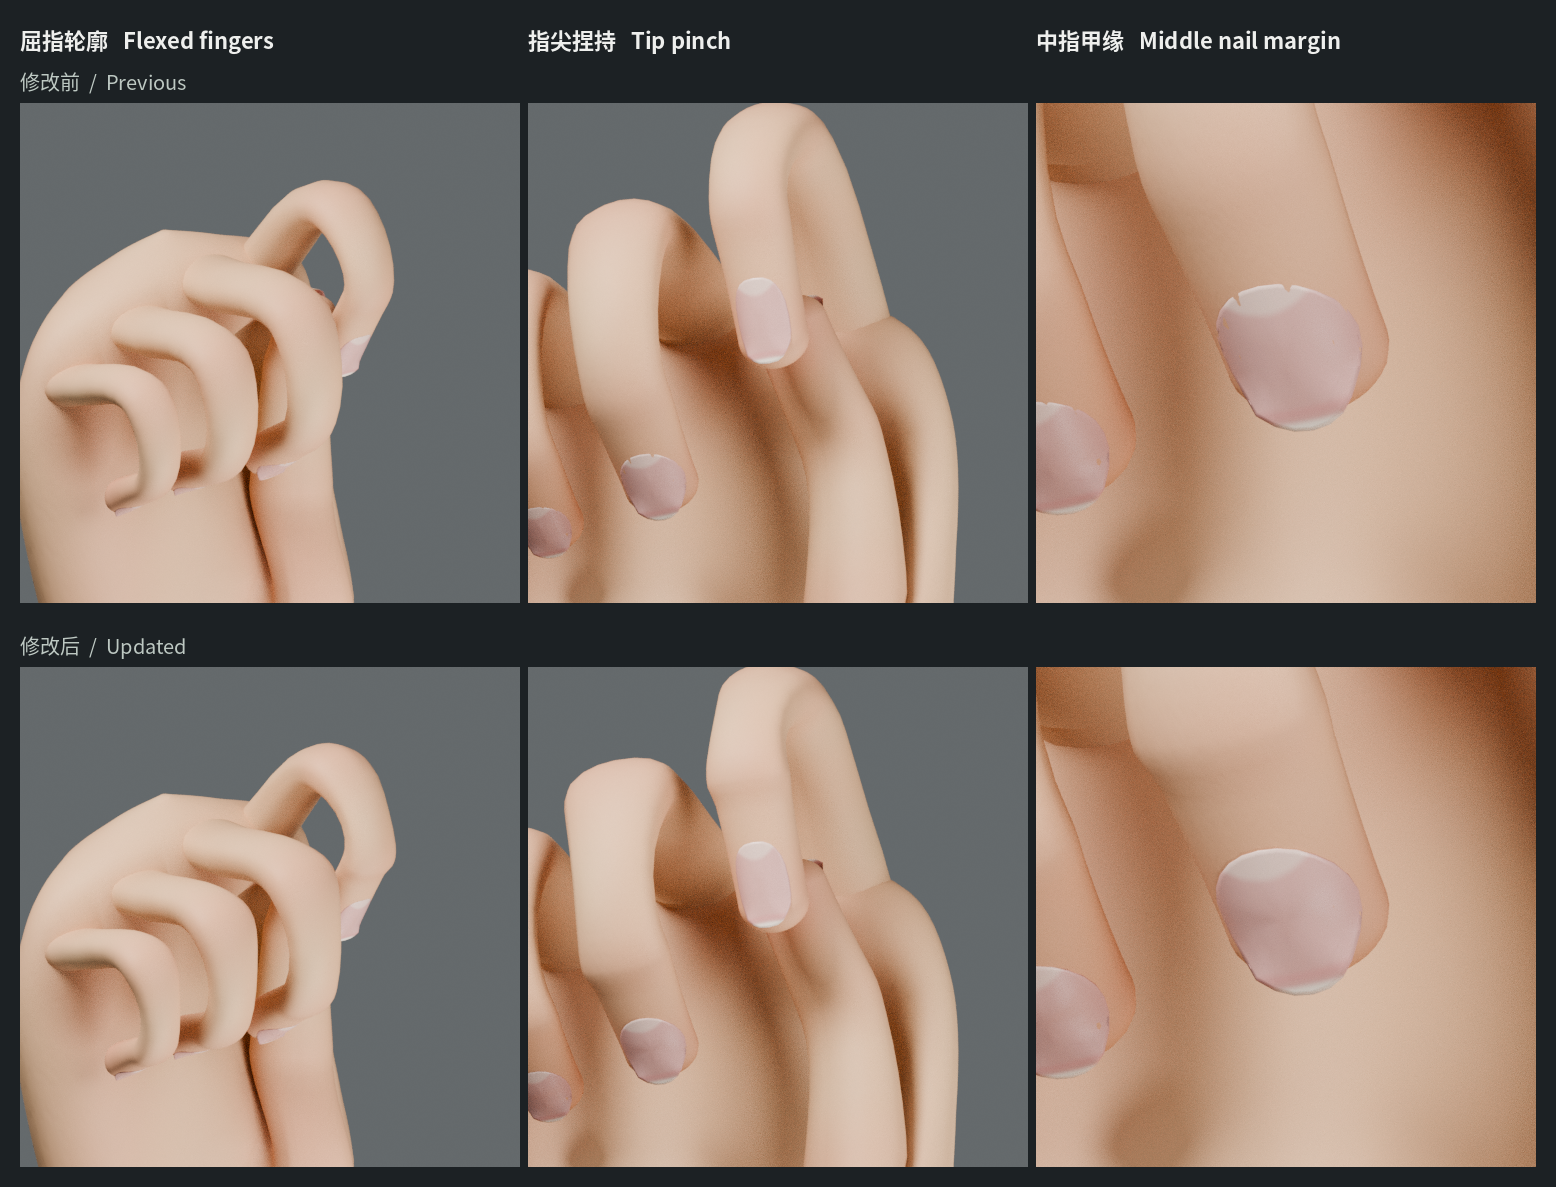 屈指轮廓 Flexed fingers
指尖捏持 Tip pinch
中指甲缘 Middle nail margin
修改前 / Previous
修改后 / Updated